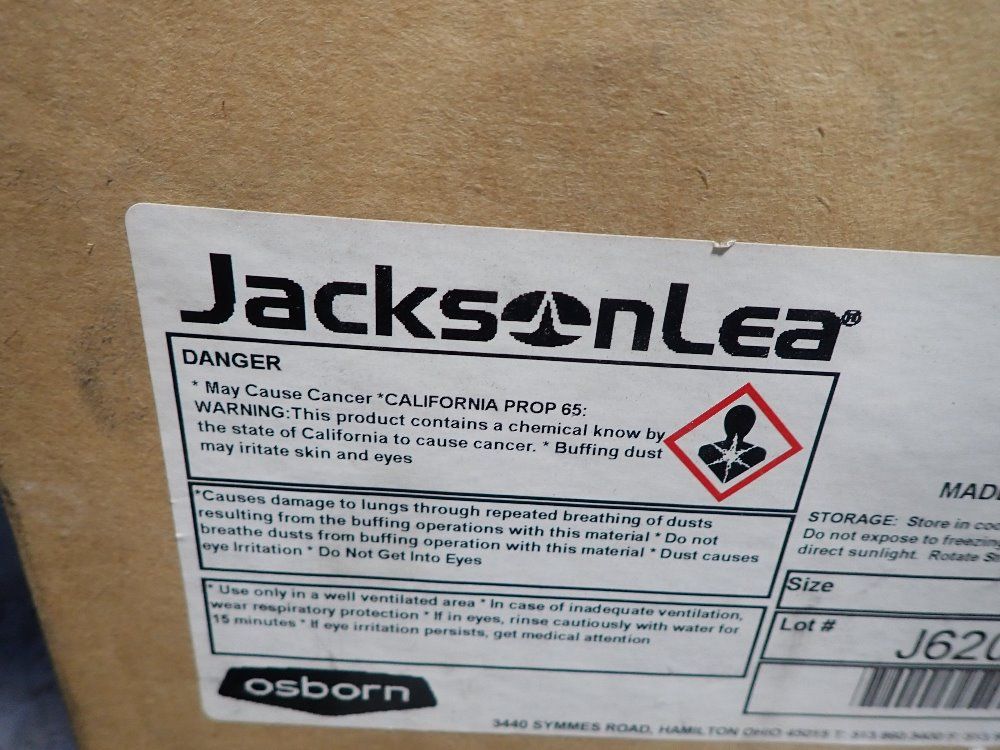 JacksonLea®
DANGER
* May Cause Cancer *CALIFORNIA PROP 65:
WARNING:This product contains a chemical know by
the state of California to cause cancer. * Buffing dust
may iritate skin and eyes
*Causes damage to lungs through repeated breathing of dusts
resulting from the buffing operations with this material * Do not
breathe dusts from buffing operation with this material * Dust causes
eye Irritation * Do Not Get Into Eyes
* Use only in a well ventilated area * In case of inadequate ventilation,
wear respiratory protection * If in eyes, rinse cautiously with water for
15 minutes * If eye irritation persists, get medical attention
osborn
MAD
STORAGE: Store in
Do not expose to freezing
direct sunlight. Rotate
Size
Lot #
J620
3440 SYMMES ROAD, HAMILTON OHIO 45015